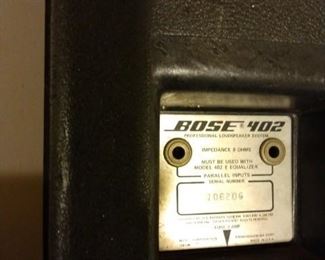 BOSE 402
PROFESSIONAL LOUDSPEAKER SYSTEM
IMPEDANCE 8 OHMS
MUST BE USED WITH
MODEL 402 E EQUALIZER
PARALLEL INPUTS
SERIAL NUMBER
106206